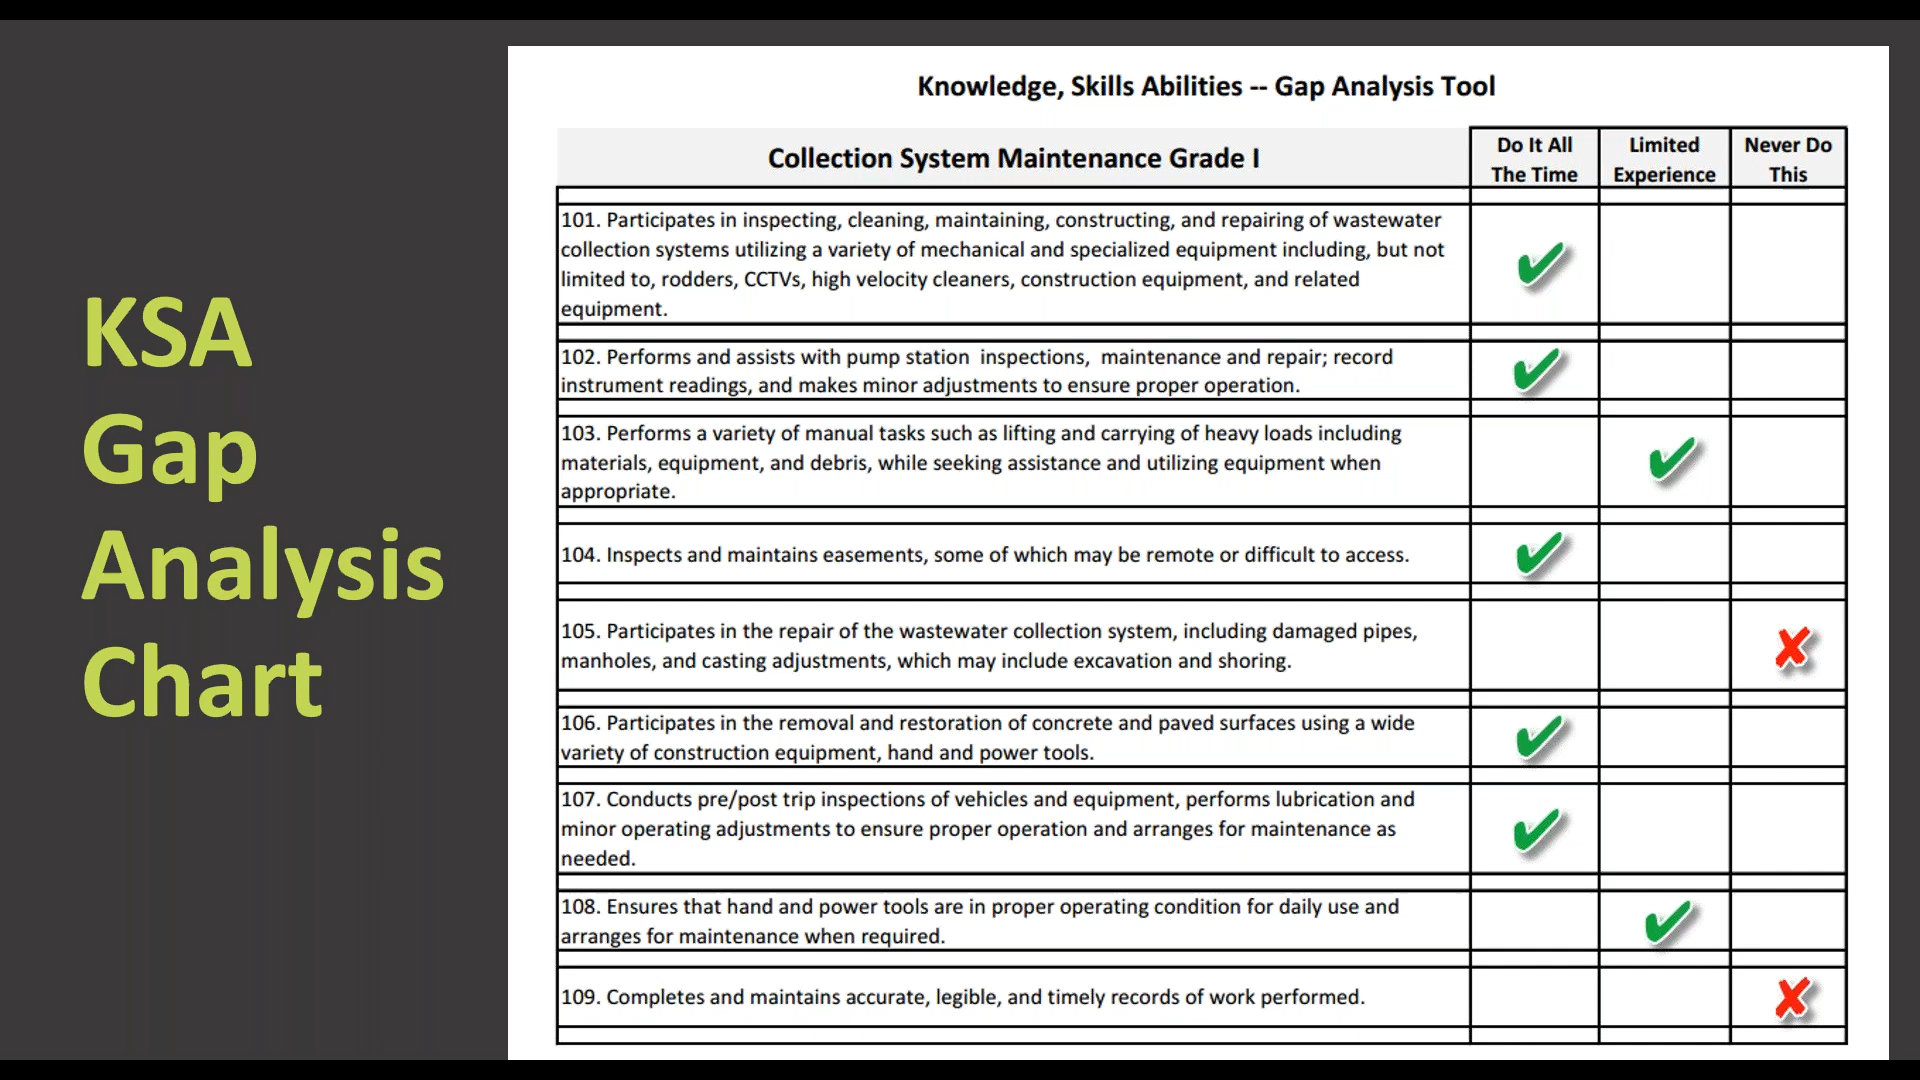 KSA
Gap
Analysis
Chart
Knowledge, Skills Abilities -- Gap Analysis Tool
Collection System Maintenance Grade I
Do It All
The Time
Limited
Experience
Never Do
This
101. Participates in inspecting, cleaning, maintaining, constructing, and repairing of wastewater
collection systems utilizing a variety of mechanical and specialized equipment including, but not
limited to, rodders, CCTVs, high velocity cleaners, construction equipment, and related
equipment.
102. Performs and assists with pump station inspections, maintenance and repair; record
instrument readings, and makes minor adjustments to ensure proper operation.
103. Performs a variety of manual tasks such as lifting and carrying of heavy loads including
materials, equipment, and debris, while seeking assistance and utilizing equipment when
appropriate.
104. Inspects and maintains easements, some of which may be remote or difficult to access.
105. Participates in the repair of the wastewater collection system, including damaged pipes,
manholes, and casting adjustments, which may include excavation and shoring.
106. Participates in the removal and restoration of concrete and paved surfaces using a wide
variety of construction equipment, hand and power tools.
107. Conducts pre/post trip inspections of vehicles and equipment, performs lubrication and
minor operating adjustments to ensure proper operation and arranges for maintenance as
needed.
108. Ensures that hand and power tools are in proper operating condition for daily use and
arranges for maintenance when required.
109. Completes and maintains accurate, legible, and timely records of work performed.